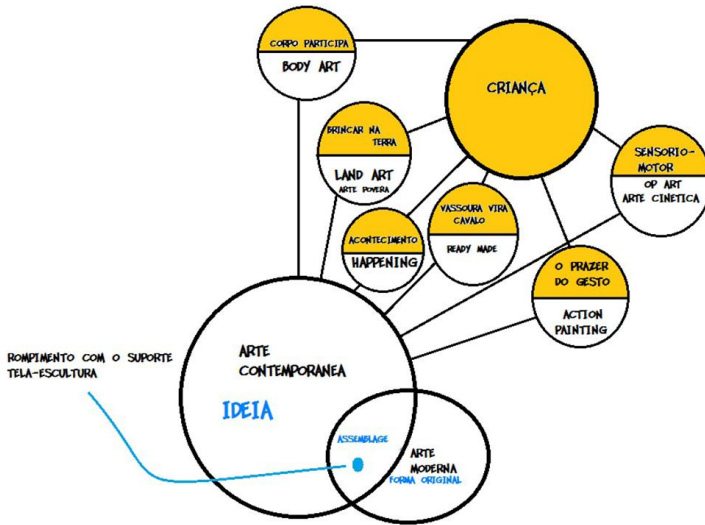 CORPO PARTICIPA
BODY ART
CRIANÇA
BRINCAR NA
TERRA
LAND ART
ARTE POVERA
SENSORIO-
MOTOR
OP ART
ARTE CINETICA
VASSOURA VIRA
CAVALO
READY MADE
ACONTECIMENTO
HAPPENING
O PRAZER
DO GESTO
ACTION
PAINTING
ROMPIMENTO COM O SUPORTE
TELA-ESCULTURA
ARTE
CONTEMPORANEA
IDEIA
ASSEMBLAGE
ARTE
MODERNA
FORMA ORIGINAL